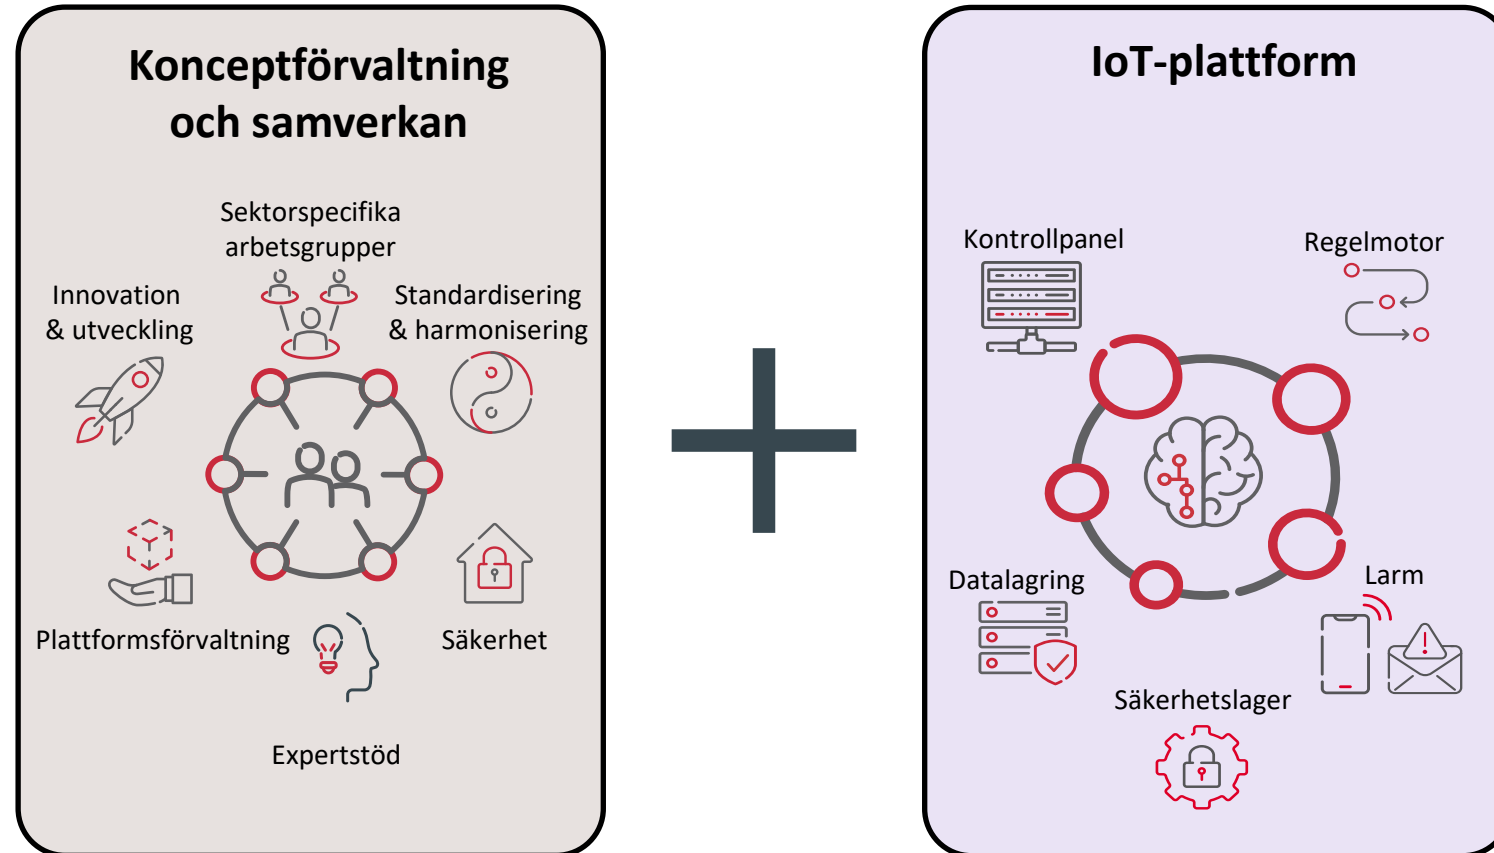 Konceptförvaltning
och samverkan
Sektorspecifika
arbetsgrupper
Innovation
& utveckling
Standardisering
& harmonisering
Plattformsförvaltning
Säkerhet
Expertstöd
IoT-plattform
Kontrollpanel
Regelmotor
Datalagring
Larm
Säkerhetslager